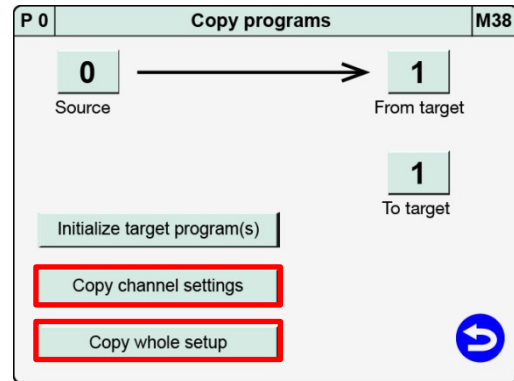 P 0 Copy programs M38
0 1
Source From target
1
To target
Initialize target program(s)
Copy channel settings
Copy whole setup